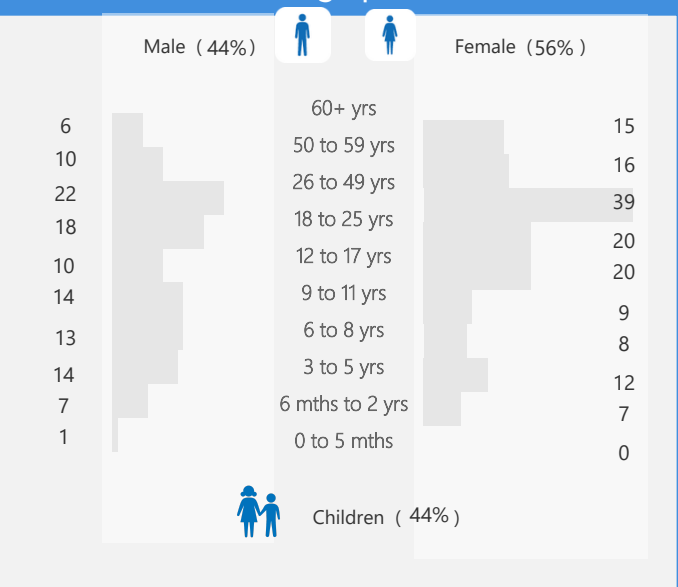 Male ( 44% )
Female ( 56% )
60+ yrs
6
15
50 to 59 yrs
10
16
26 to 49 yrs
22
39
18 to 25 yrs
18
20
12 to 17 yrs
10
20
9 to 11 yrs
14
9
6 to 8 yrs
13
8
3 to 5 yrs
14
12
6 mths to 2 yrs
7
7
0 to 5 mths
1
0
Children ( 44% )